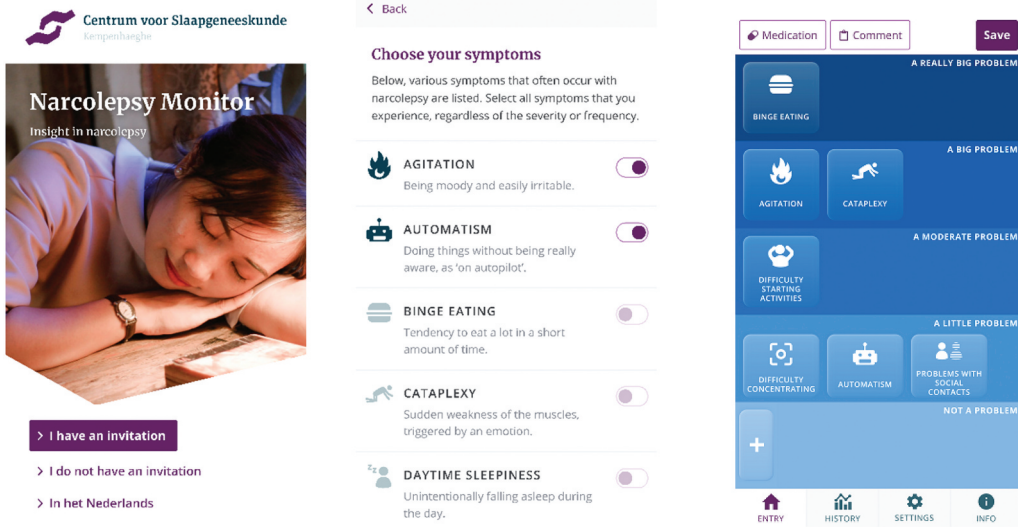 Centrum voor Slaapgeneeskunde
Kempenhaeghe
Narcolepsy Monitor
Insight in narcolepsy
> I have an invitation
> I do not have an invitation
> In het Nederlands
< Back
Choose your symptoms
Below, various symptoms that often occur with
narcolepsy are listed. Select all symptoms that you
experience, regardless of the severity or frequency.
AGITATION
Being moody and easily irritable.
AUTOMATISM
Doing things without being really
aware, as 'on autopilot'.
BINGE EATING
Tendency to eat a lot in a short
amount of time.
CATAPLEXY
Sudden weakness of the muscles,
triggered by an emotion.
zzz
DAYTIME SLEEPINESS
Unintentionally falling asleep during
the day.
Medication
Comment
Save
A REALLY BIG PROBLEM
BINGE EATING
A BIG PROBLEM
AGITATION
CATAPLEXY
A MODERATE PROBLEM
DIFFICULTY
STARTING
ACTIVITIES
A LITTLE PROBLEM
DIFFICULTY
CONCENTRATING
AUTOMATISM
PROBLEMS WITH
SOCIAL
CONTACTS
NOT A PROBLEM
+
ENTRY
HISTORY
SETTINGS
INFO